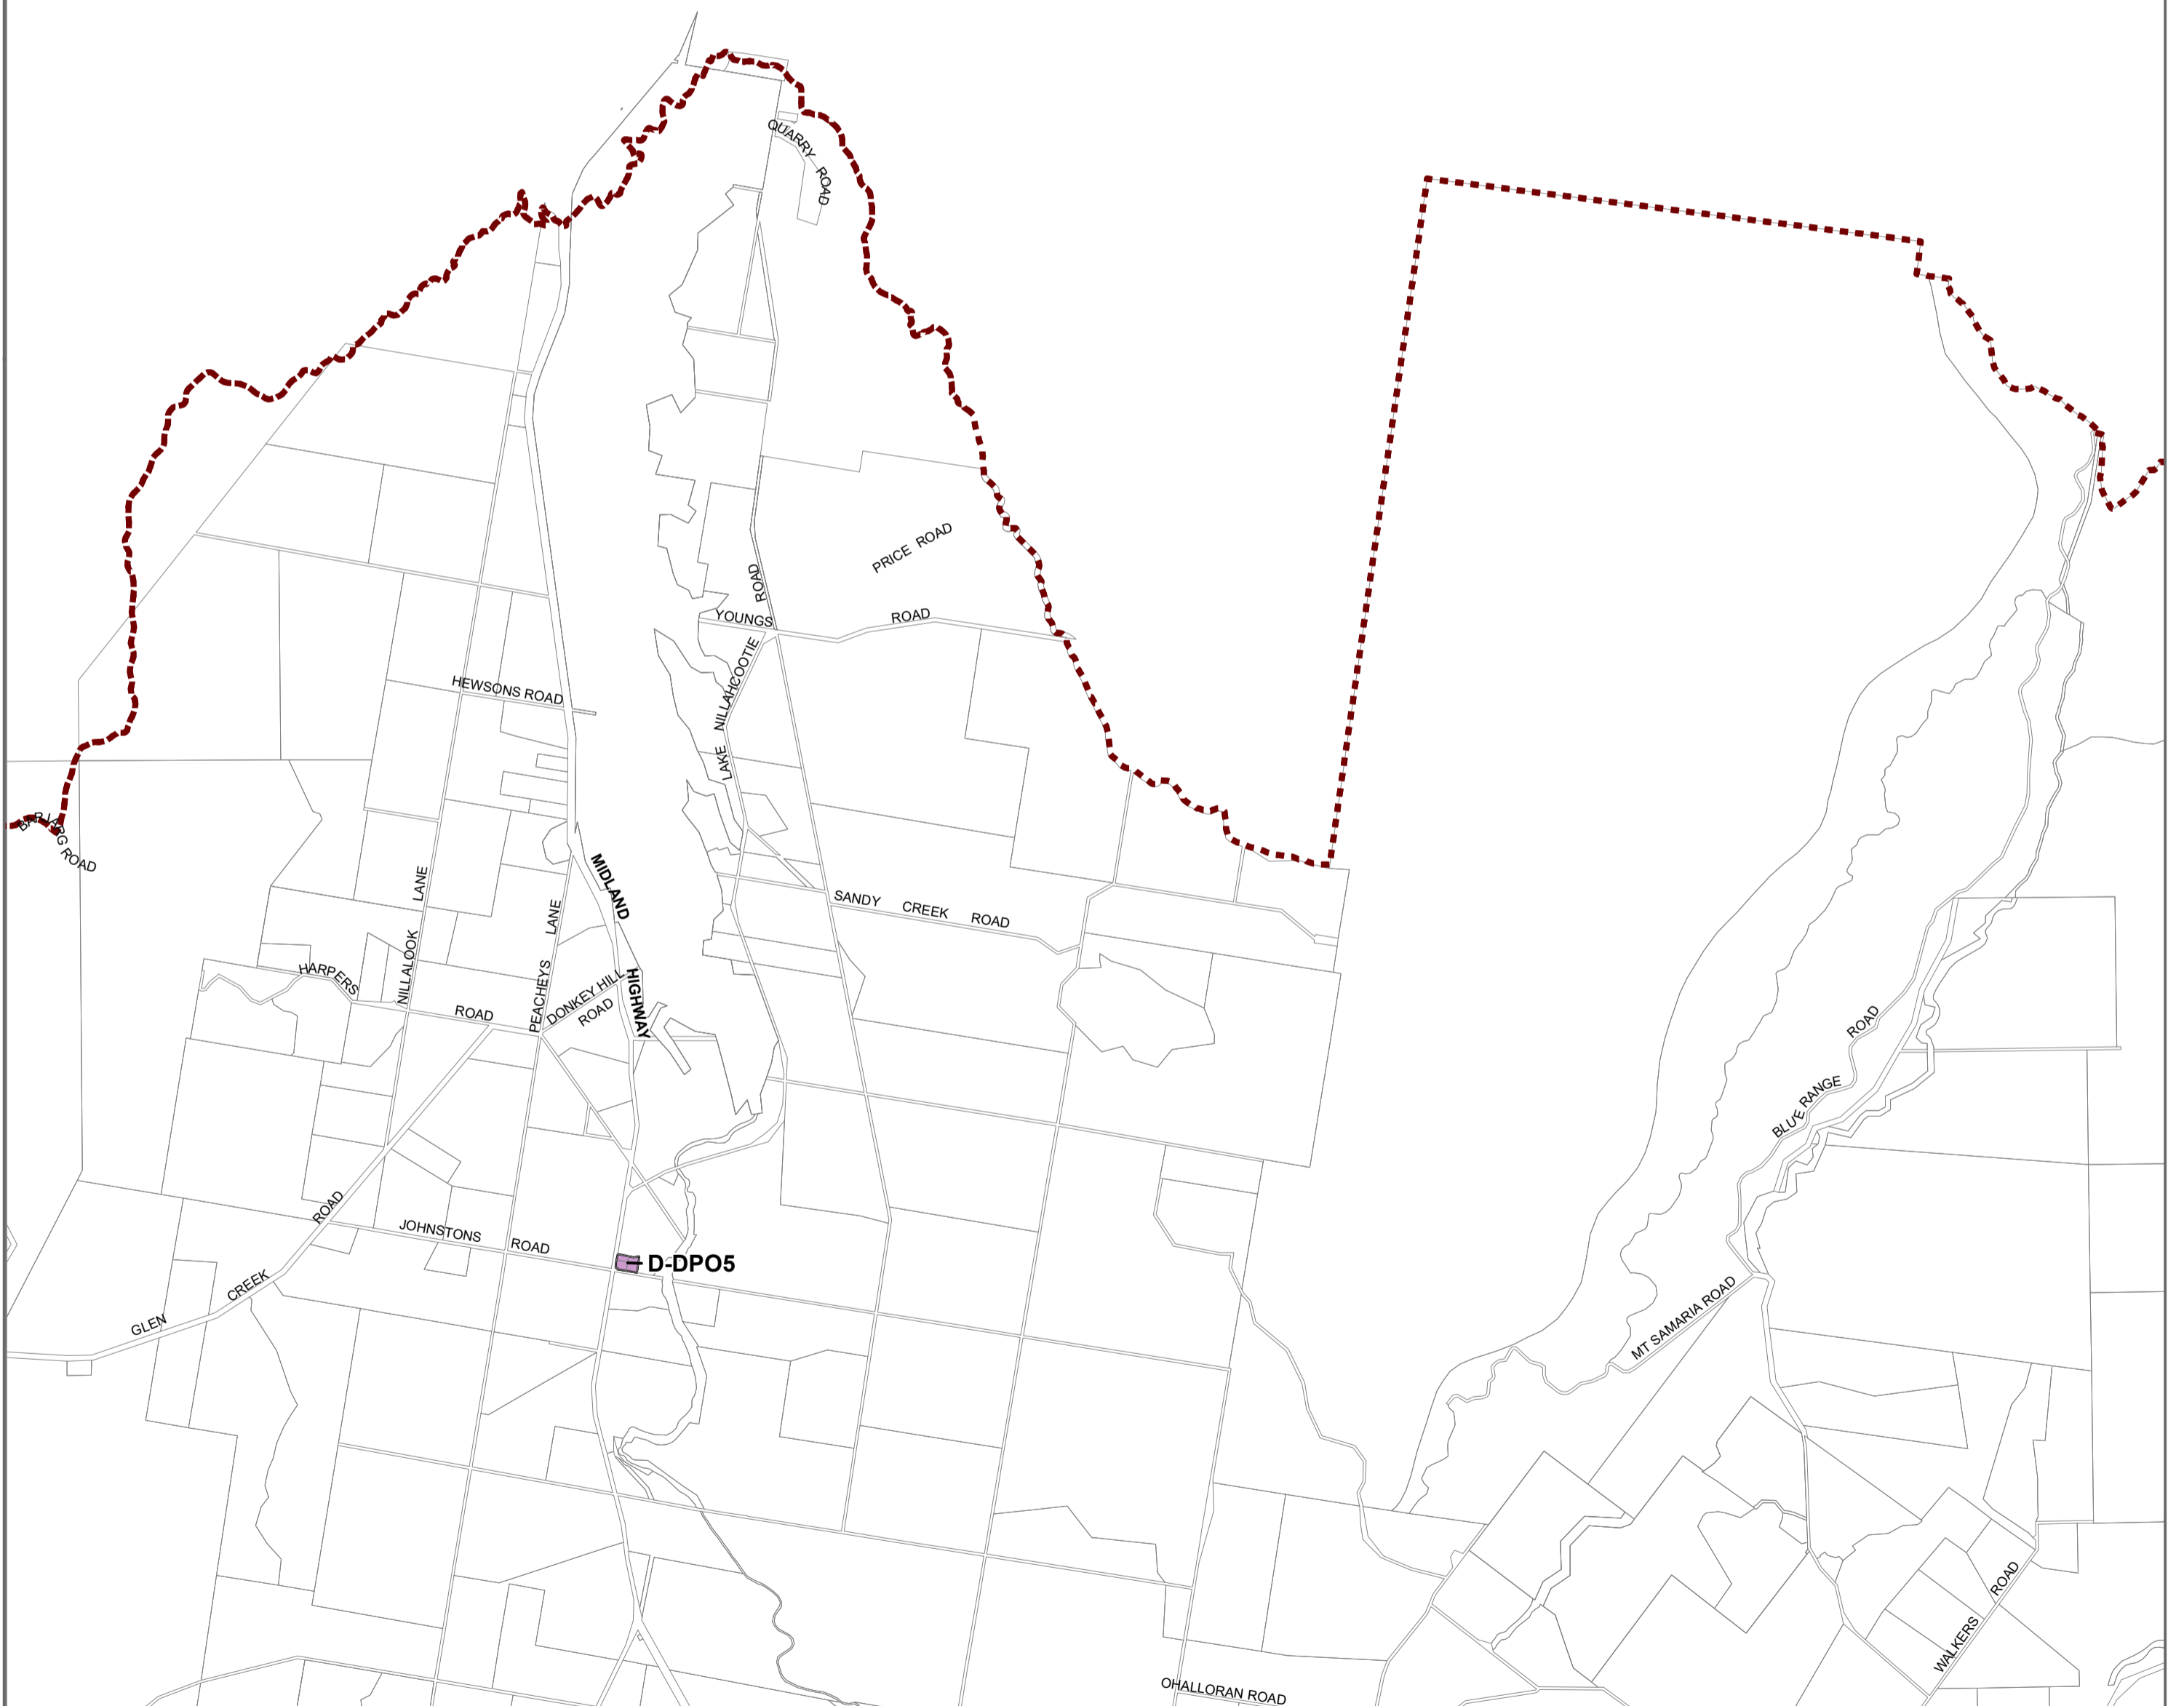 QUARRY ROAD
PRICE ROAD
ROAD
YOUNGS ROAD
LAKE NILLAHCOOTIE
HEWSONS ROAD
BARJARG ROAD
MIDLAND
HIGHWAY
NILLALOOK LANE
PEACHEYS LANE
SANDY CREEK ROAD
HARPERS ROAD
DONKEY HILL
ROAD
BLUE RANGE ROAD
GLEN CREEK ROAD
JOHNSTONS ROAD
D-DPO5
MT SAMARIA ROAD
WALKERS ROAD
OHALLORAN ROAD